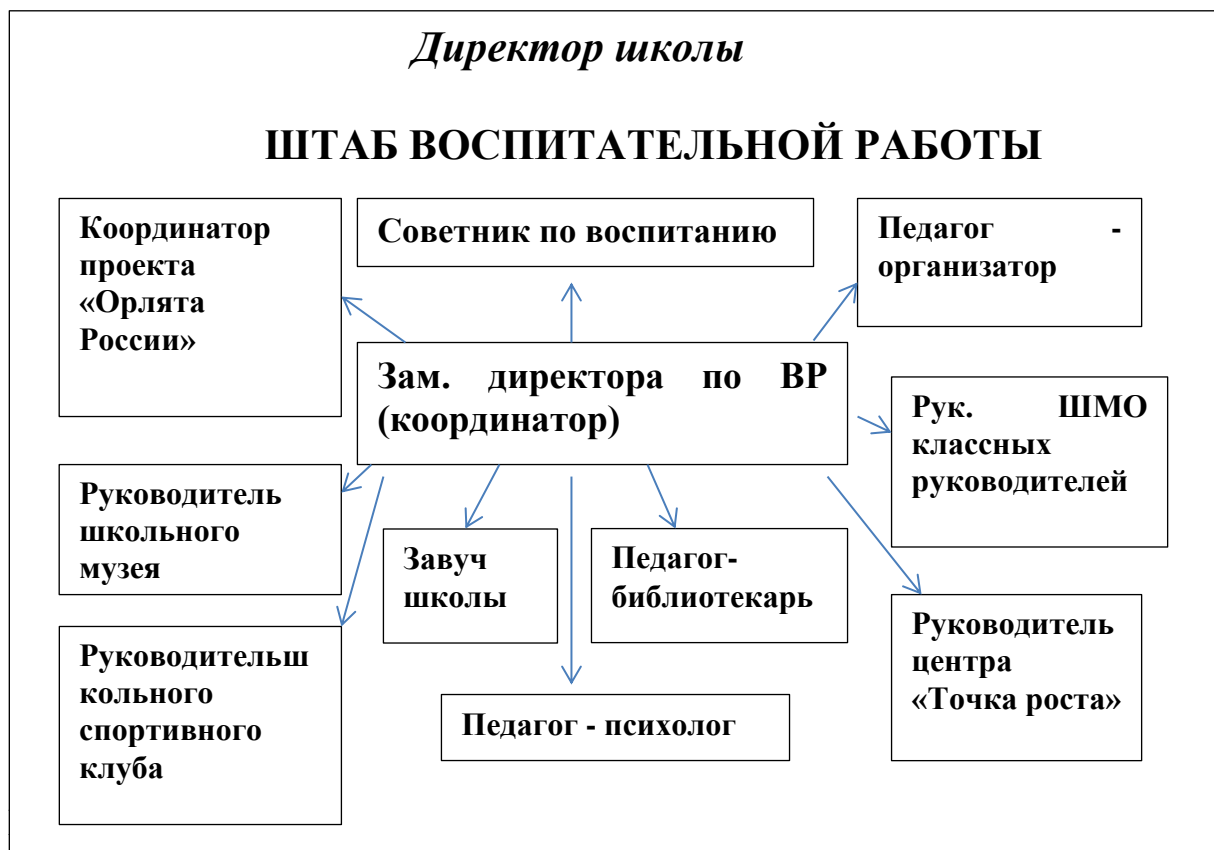 Директор школы
ШТАБ ВОСПИТАТЕЛЬНОЙ РАБОТЫ
Координатор
проекта
«Орлята
России»
Советник по воспитанию
Педагог -
организатор
Зам. директора по ВР
(координатор)
Рук. ШМО
классных
руководителей
Руководитель
школьного
музея
Завуч
школы
Педагог-
библиотекарь
Руководитель
центра
«Точка роста»
Руководительш
кольного
спортивного
клуба
Педагог - психолог